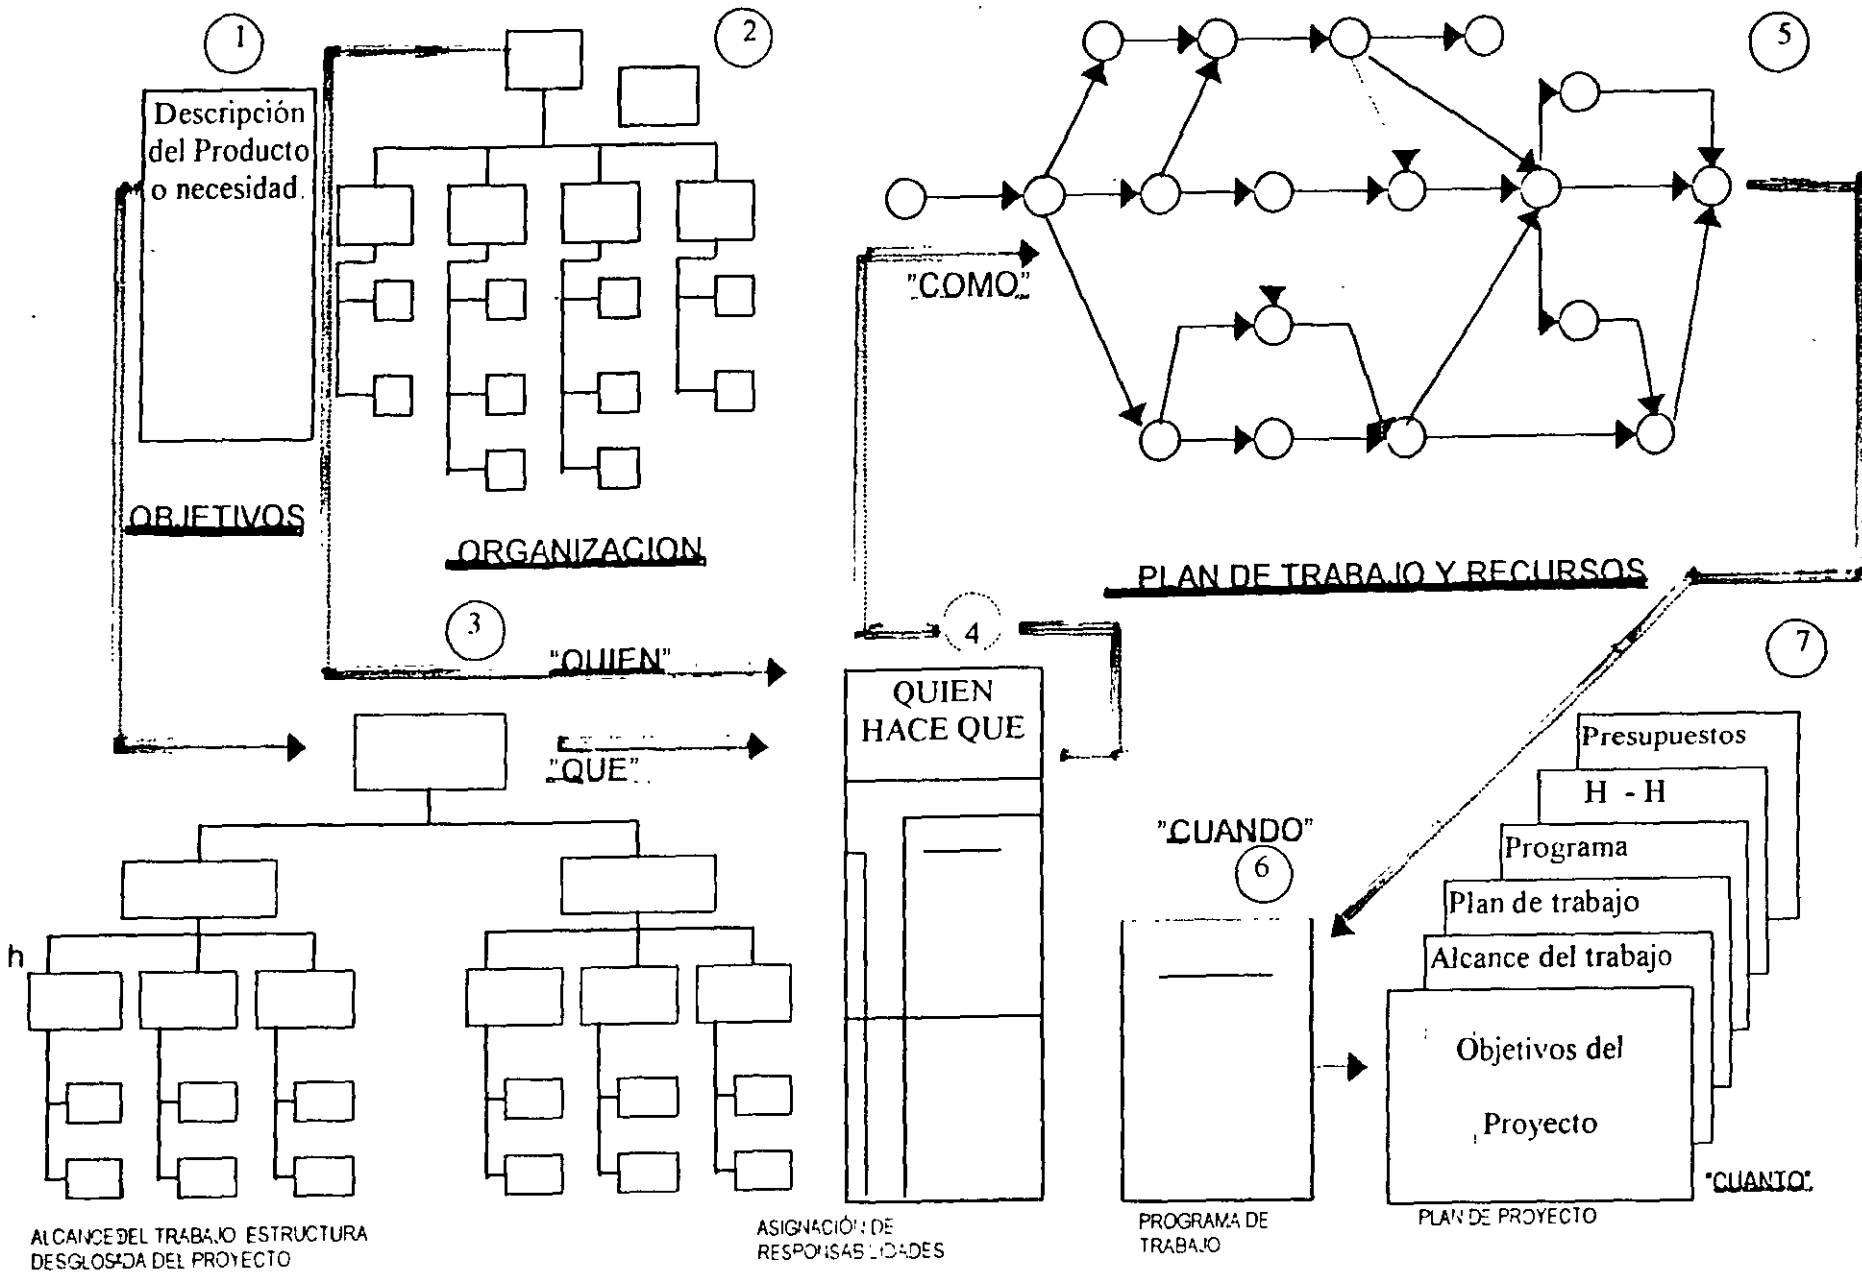 1
Descripción
del Producto
o necesidad.
OBJETIVOS
2
ORGANIZACION
5
"COMO"
PLAN DE TRABAJO Y RECURSOS
3
"QUIEN"
"QUE"
h
ALCANCE DEL TRABAJO ESTRUCTURA
DESGLOSADA DEL PROYECTO
4
QUIEN
HACE QUE
ASIGNACIÓN DE
RESPONSABILIDADES
"CUANDO"
6
PROGRAMA DE
TRABAJO
7
Presupuestos
H - H
Programa
Plan de trabajo
Alcance del trabajo
Objetivos del
Proyecto
"CUANTO"
PLAN DE PROYECTO